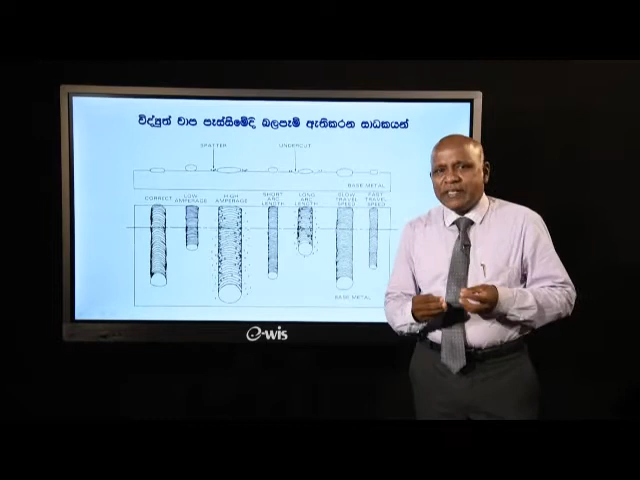 විද්යුත් චාප පෑස්සීමේදී බලපෑම් ඇතිකරන සාධකයන්
SPATTER UNDERCUT
BASE METAL
CORRECT
LOW AMPERAGE
HIGH AMPERAGE
SHORT ARC LENGTH
LONG ARC LENGTH
SLOW TRAVEL SPEED
FAST TRAVEL SPEED
BASE METAL
e-wis